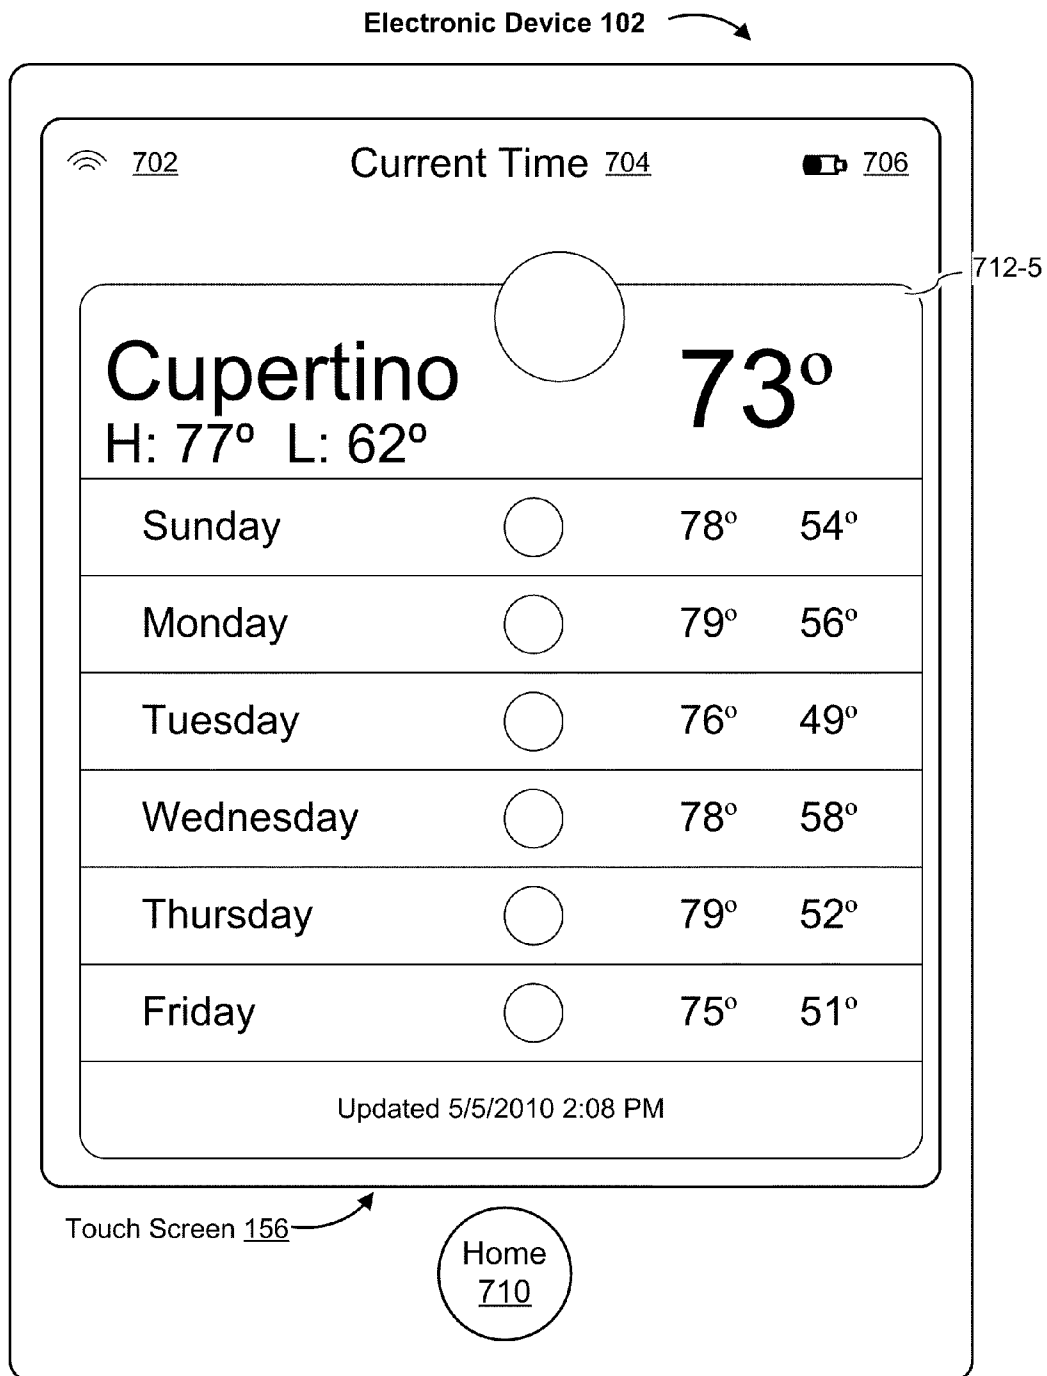 Electronic Device 102
702 Current Time 704 706
712-5
Cupertino 73º
H: 77º L: 62º
Sunday 78º 54º
Monday 79º 56º
Tuesday 76º 49º
Wednesday 78º 58º
Thursday 79º 52º
Friday 75º 51º
Updated 5/5/2010 2:08 PM
Touch Screen 156
Home
710